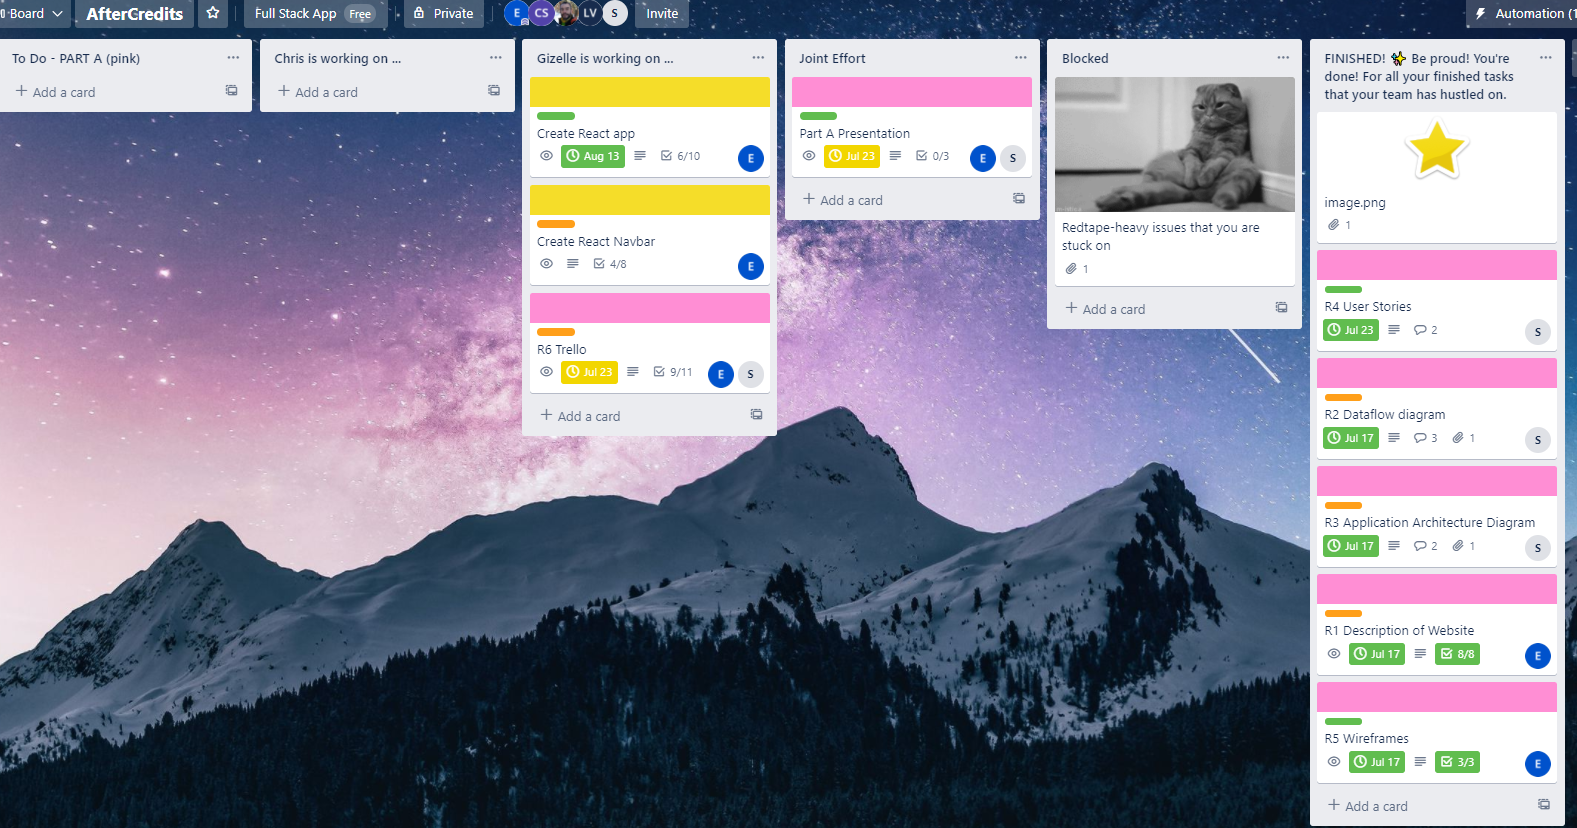 Board
AfterCredits
Full Stack App Free
Private
E CS LV S
Invite
Automation (1
To Do - PART A (pink)
Add a card
Chris is working on ...
Add a card
Gizelle is working on ...
Create React app
Aug 13 6/10 E
Create React Navbar
4/8 E
R6 Trello
Jul 23 9/11 E S
Add a card
Joint Effort
Part A Presentation
Jul 23 0/3 E S
Add a card
Blocked
Redtape-heavy issues that you are
stuck on
1
Add a card
FINISHED! ✨ Be proud! You're
done! For all your finished tasks
that your team has hustled on.
image.png
1
R4 User Stories
Jul 23 2 S
R2 Dataflow diagram
Jul 17 3 1 S
R3 Application Architecture Diagram
Jul 17 2 1 S
R1 Description of Website
Jul 17 8/8 E
R5 Wireframes
Jul 17 3/3 E
Add a card